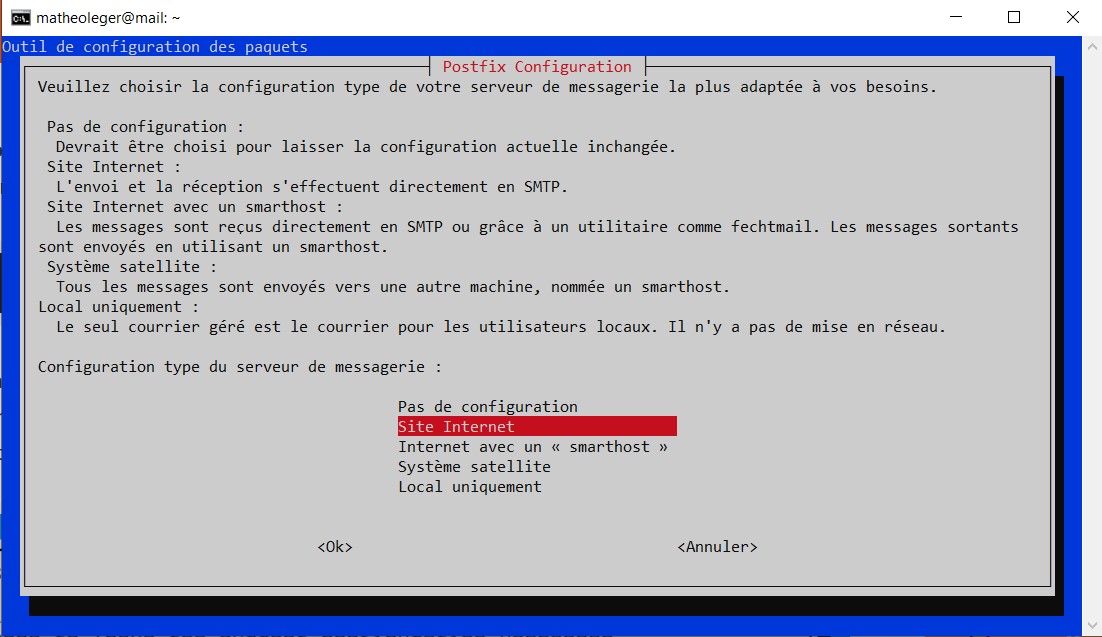 matheoleger@mail: ~
Outil de configuration des paquets
Postfix Configuration
Veuillez choisir la configuration type de votre serveur de messagerie la plus adaptée à vos besoins.
Pas de configuration :
Devrait être choisi pour laisser la configuration actuelle inchangée.
Site Internet :
L'envoi et la réception s'effectuent directement en SMTP.
Site Internet avec un smarthost :
Les messages sont reçus directement en SMTP ou grâce à un utilitaire comme fechtmail. Les messages sortants
sont envoyés en utilisant un smarthost.
Système satellite :
Tous les messages sont envoyés vers une autre machine, nommée un smarthost.
Local uniquement :
Le seul courrier géré est le courrier pour les utilisateurs locaux. Il n'y a pas de mise en réseau.
Configuration type du serveur de messagerie :
Pas de configuration
Site Internet
Internet avec un « smarthost »
Système satellite
Local uniquement
<Ok> <Annuler>